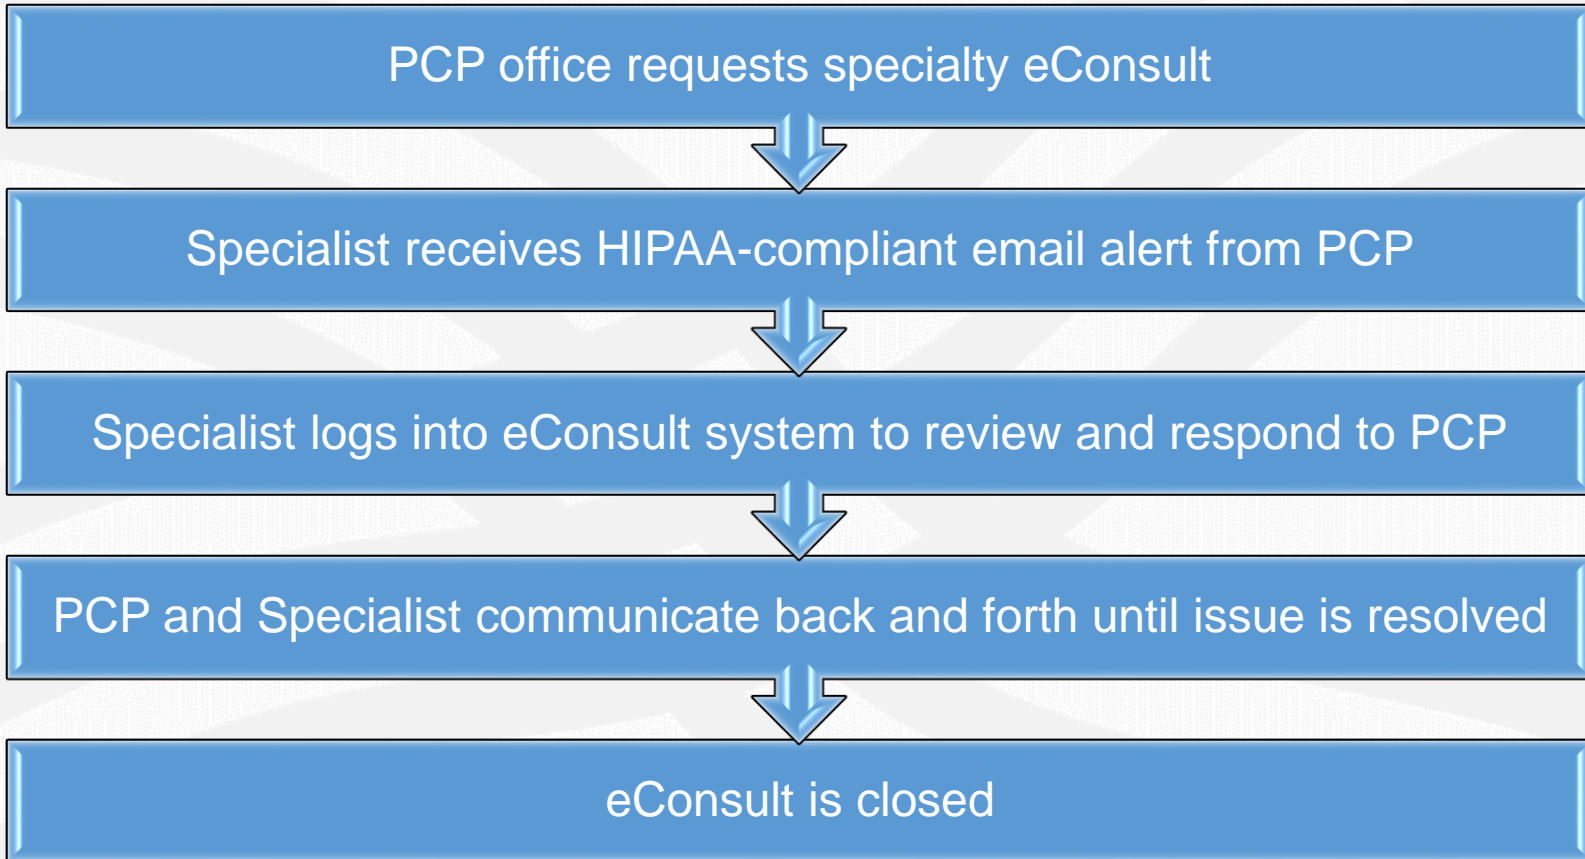 PCP office requests specialty eConsult
Specialist receives HIPAA-compliant email alert from PCP
Specialist logs into eConsult system to review and respond to PCP
PCP and Specialist communicate back and forth until issue is resolved
eConsult is closed